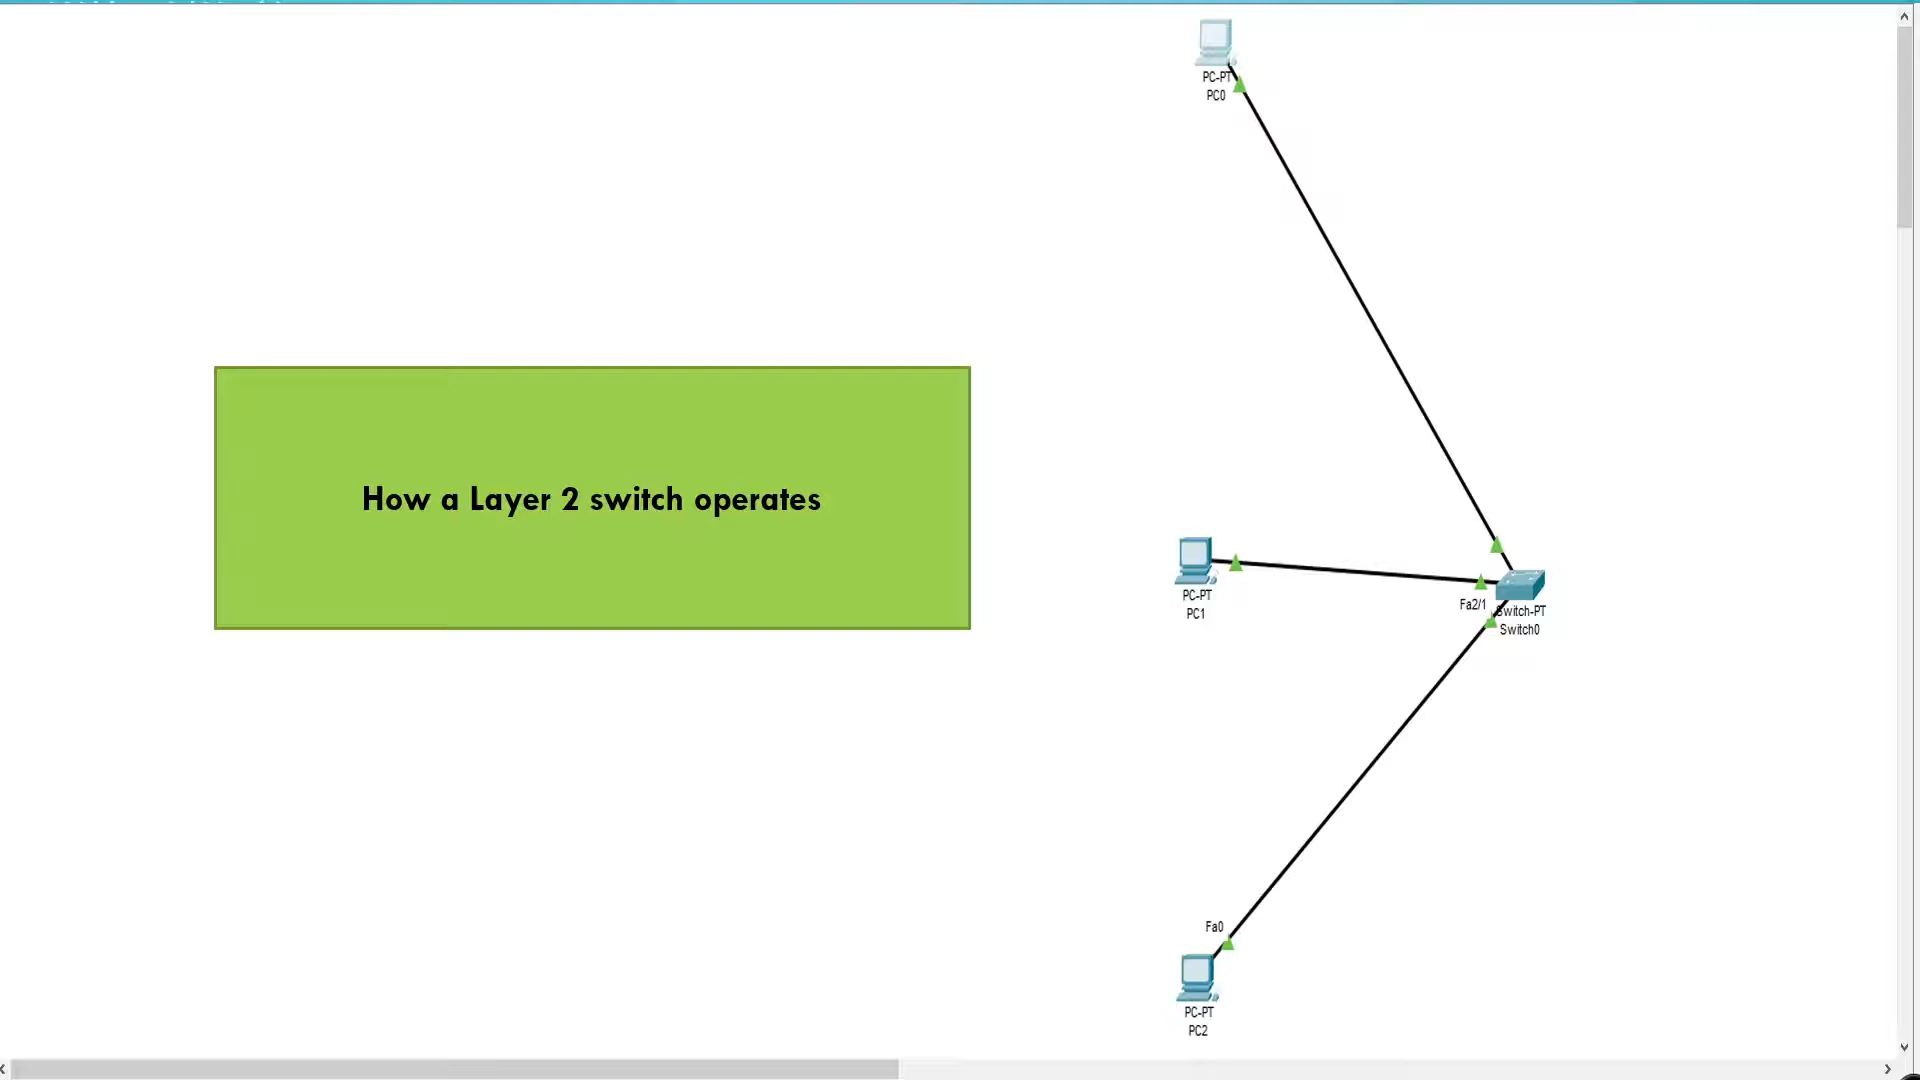 PC-PT
PC0
How a Layer 2 switch operates
PC-PT
PC1
Fa2/1
Switch-PT
Switch0
Fa0
PC-PT
PC2